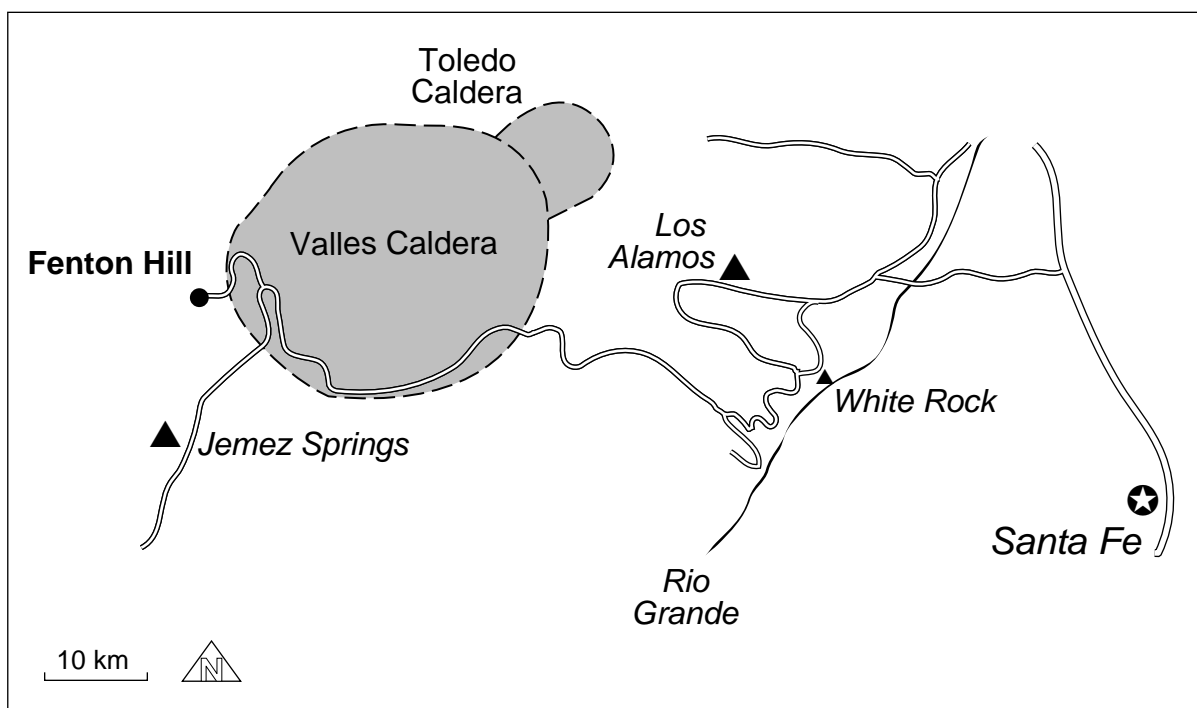 Toledo
Caldera
Valles Caldera
Fenton Hill
Los
Alamos
White Rock
Jemez Springs
Santa Fe
Rio
Grande
10 km
N